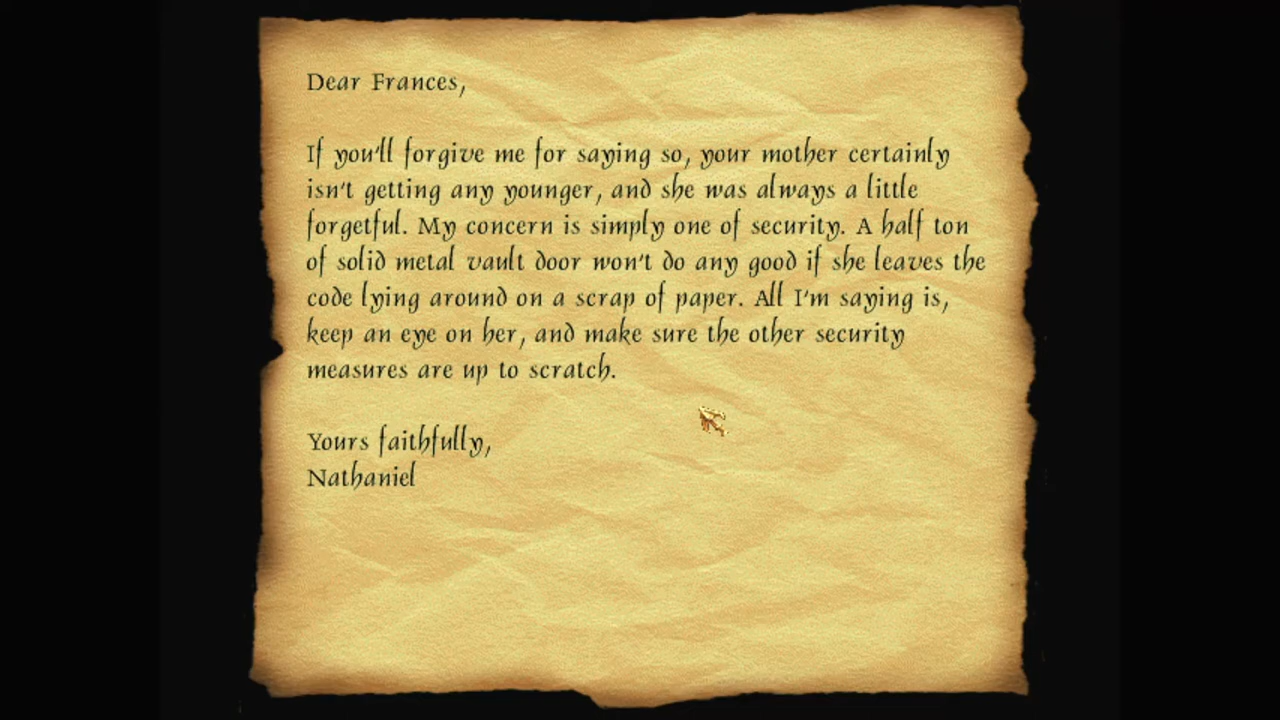 Dear Frances,
If you'll forgive me for saying so, your mother certainly
isn't getting any younger, and she was always a little
forgetful. My concern is simply one of security. A half ton
of solid metal vault door won't do any good if she leaves the
code lying around on a scrap of paper. All I'm saying is,
keep an eye on her, and make sure the other security
measures are up to scratch.
Yours faithfully,
Nathaniel